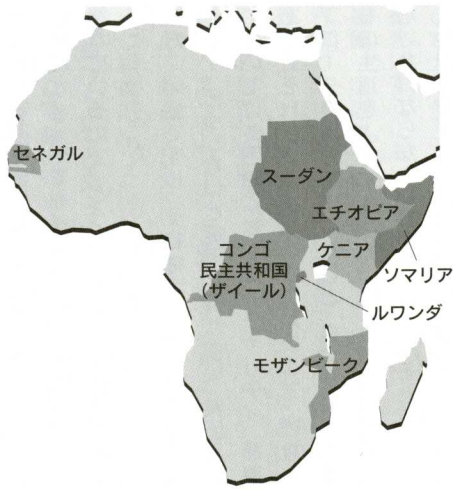 セネガル
スーダン
エチオピア
コンゴ
民主共和国
（ザイール）
ケニア
ソマリア
ルワンダ
モザンビーク